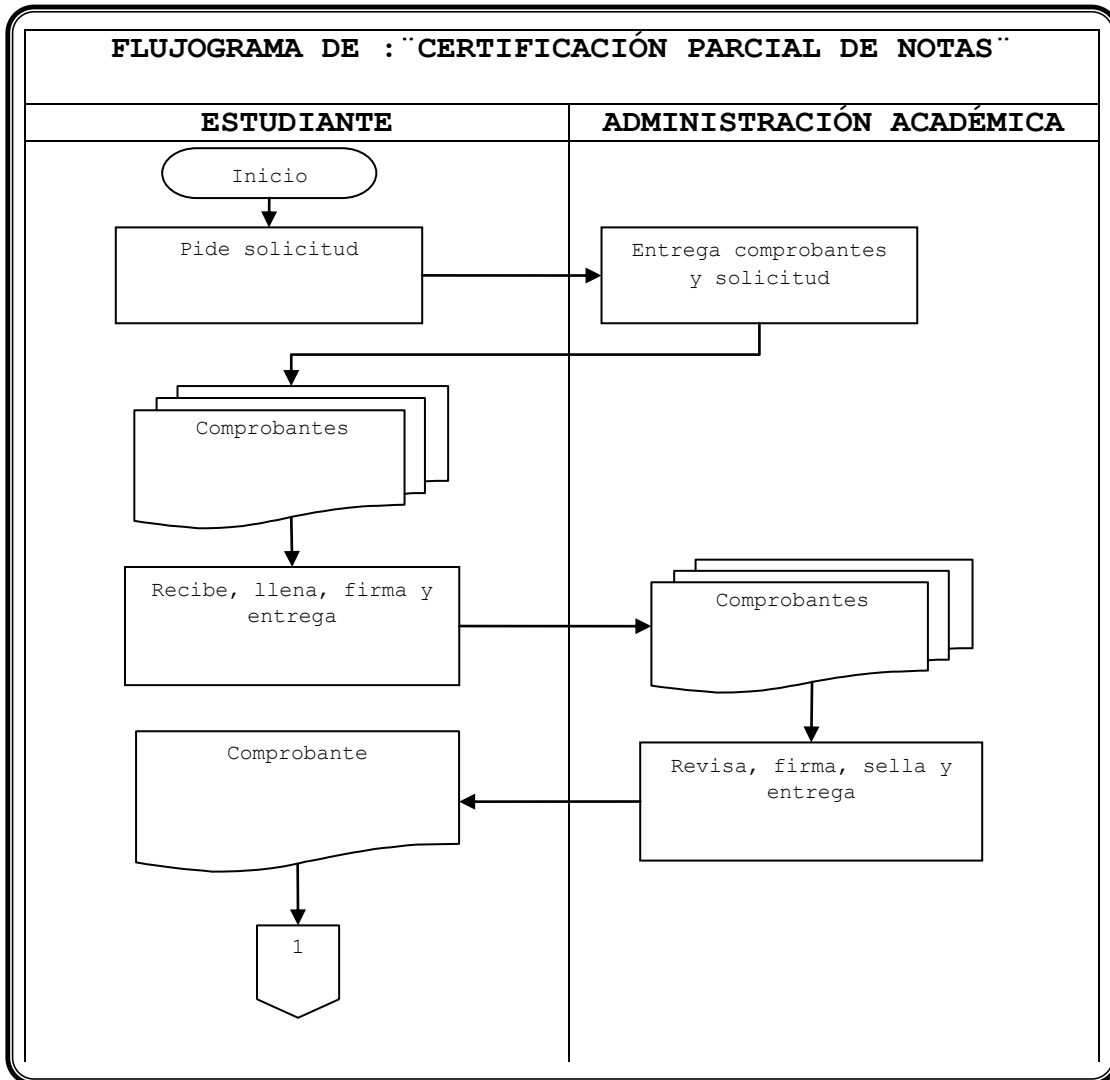 FLUJOGRAMA DE :¨CERTIFICACIÓN PARCIAL DE NOTAS¨
ESTUDIANTE
ADMINISTRACIÓN ACADÉMICA
Inicio
Pide solicitud
Entrega comprobantes
y solicitud
Comprobantes
Recibe, llena, firma y
entrega
Comprobantes
Revisa, firma, sella y
entrega
Comprobante
1